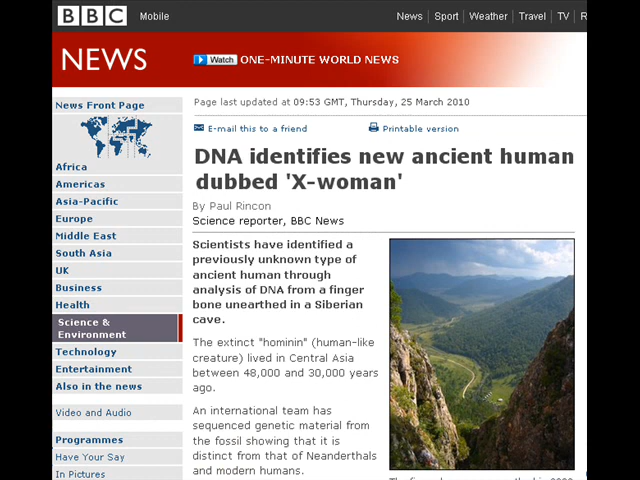 BBC Mobile News Sport Weather Travel TV R
NEWS Watch ONE-MINUTE WORLD NEWS
News Front Page
Africa
Americas
Asia-Pacific
Europe
Middle East
South Asia
UK
Business
Health
Science &
Environment
Technology
Entertainment
Also in the news
Video and Audio
Programmes
Have Your Say
In Pictures
Page last updated at 09:53 GMT, Thursday, 25 March 2010
E-mail this to a friend Printable version
DNA identifies new ancient human
dubbed 'X-woman'
By Paul Rincon
Science reporter, BBC News
Scientists have identified a
previously unknown type of
ancient human through
analysis of DNA from a finger
bone unearthed in a Siberian
cave.
The extinct "hominin" (human-like
creature) lived in Central Asia
between 48,000 and 30,000 years
ago.
An international team has
sequenced genetic material from
the fossil showing that it is
distinct from that of Neanderthals
and modern humans.